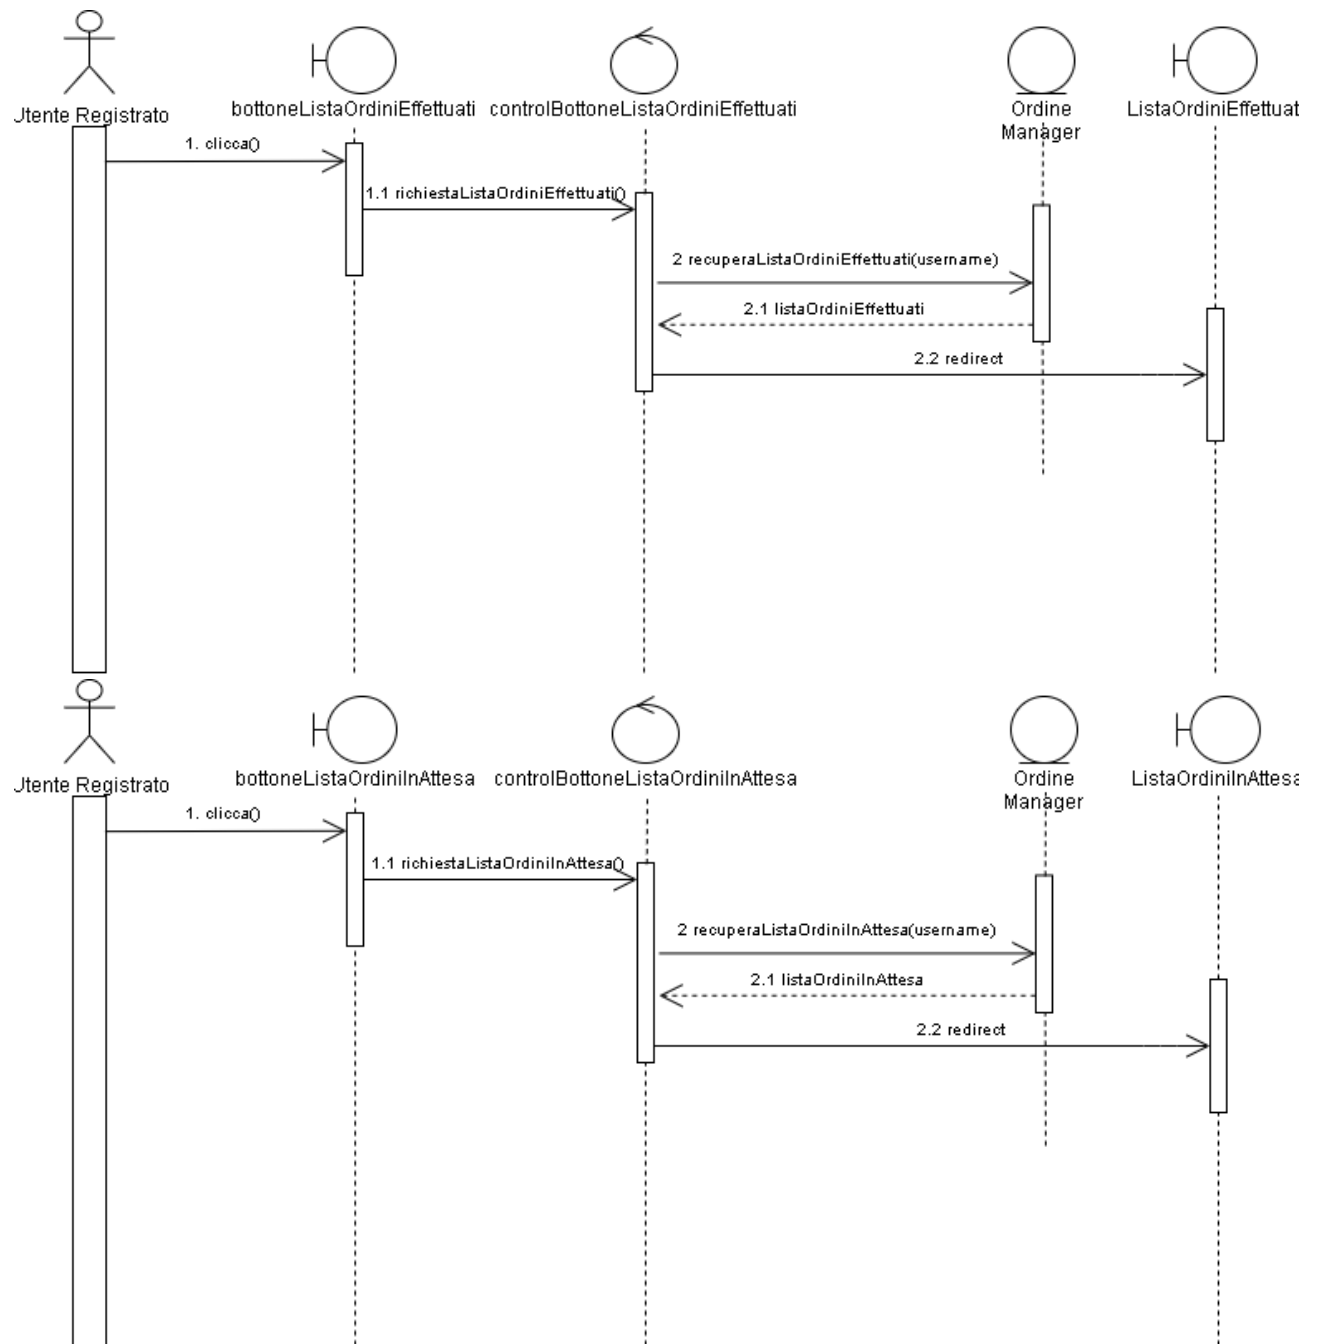 Jtente Registrato
bottoneListaOrdiniEffettuati
controlBottoneListaOrdiniEffettuati
Ordine
Manager
ListaOrdiniEffettuat
1. clicca()
1.1 richiestaListaOrdiniEffettuati()
2 recuperaListaOrdiniEffettuati(username)
2.1 listaOrdiniEffettuati
2.2 redirect
Jtente Registrato
bottoneListaOrdiniInAttesa
controlBottoneListaOrdiniInAttesa
Ordine
Manager
ListaOrdiniInAttesa
1. clicca()
1.1 richiestaListaOrdiniInAttesa()
2 recuperaListaOrdiniInAttesa(username)
2.1 listaOrdiniInAttesa
2.2 redirect